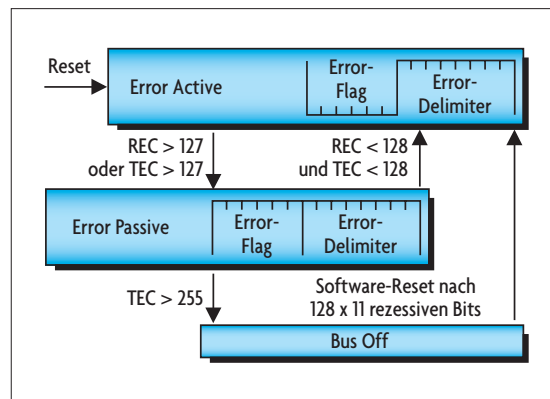 Reset
Error Active
Error-
Flag
Error-
Delimiter
REC > 127
oder TEC > 127
REC < 128
und TEC < 128
Error Passive
Error-
Flag
Error-
Delimiter
TEC > 255
Software-Reset nach
128 x 11 rezessiven Bits
Bus Off